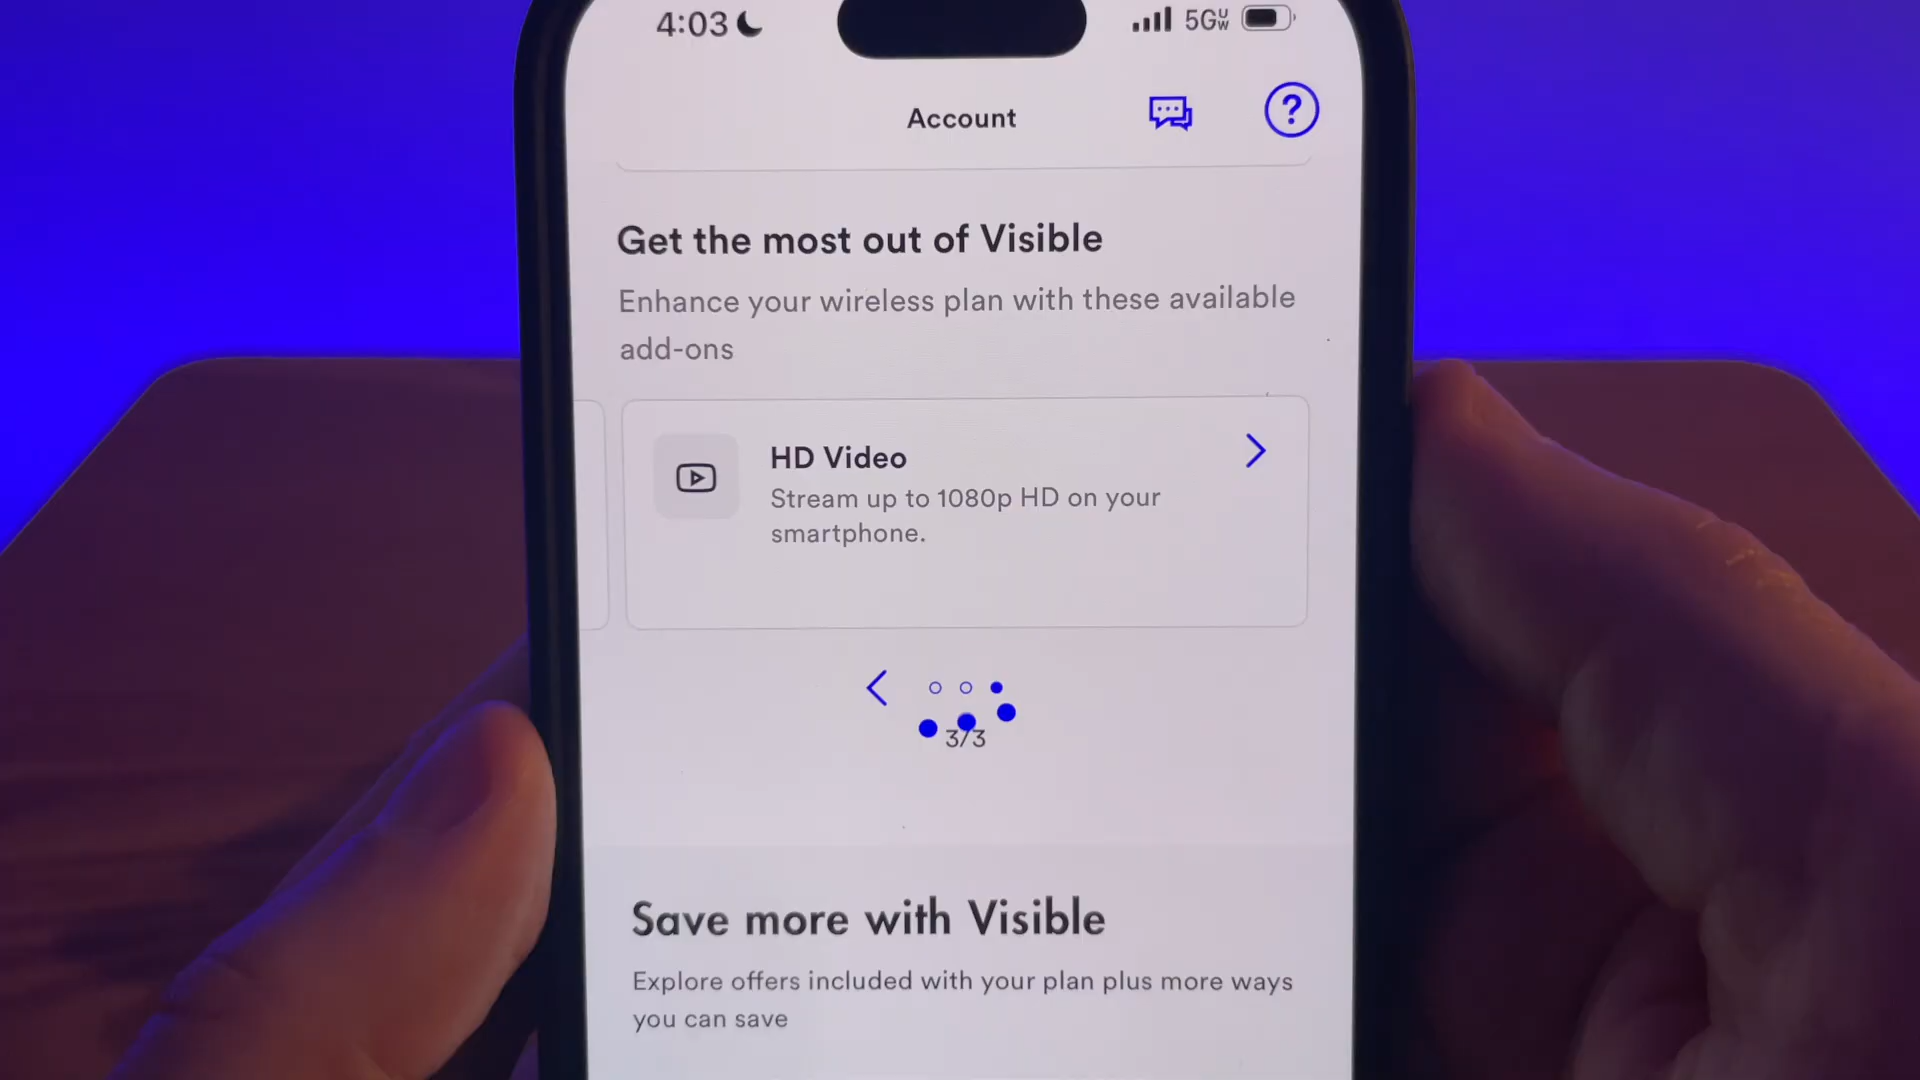 4:03
5G UW
Account
?
Get the most out of Visible
Enhance your wireless plan with these available
add-ons
HD Video
Stream up to 1080p HD on your
smartphone.
3/3
Save more with Visible
Explore offers included with your plan plus more ways
you can save